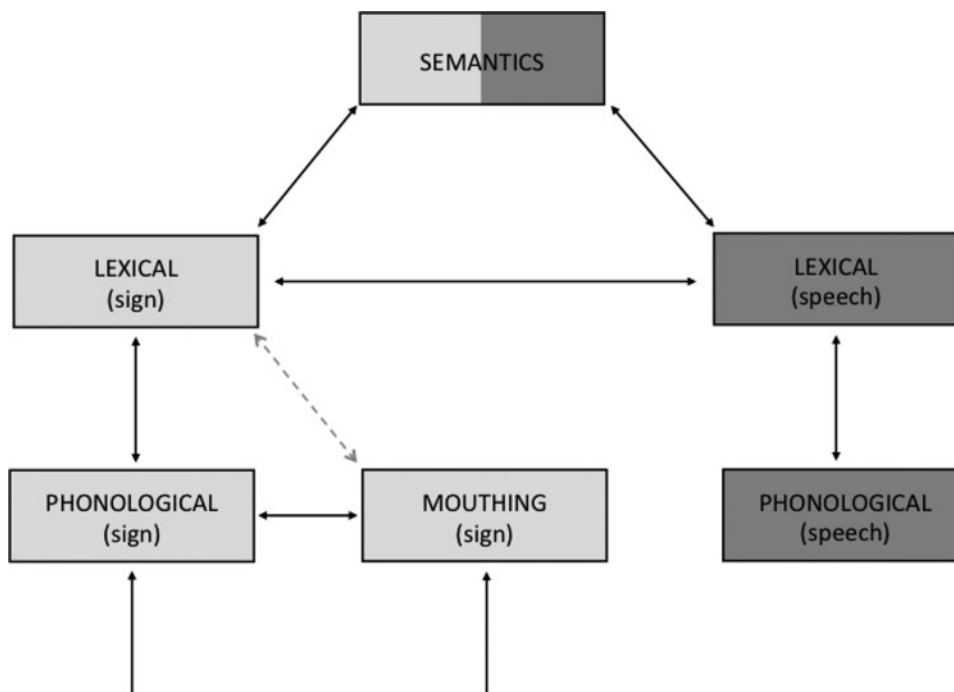 SEMANTICS
LEXICAL
(sign)
LEXICAL
(speech)
PHONOLOGICAL
(sign)
MOUTHING
(sign)
PHONOLOGICAL
(speech)